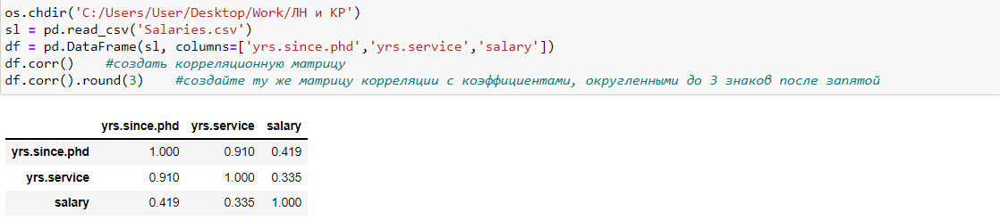 os.chdir('C:/Users/User/Desktop/Work/ЛН и КР')
sl = pd.read_csv('Salaries.csv')
df = pd.DataFrame(sl, columns=['yrs.since.phd','yrs.service','salary'])
df.corr()    #создать корреляционную матрицу
df.corr().round(3)    #создайте ту же матрицу корреляции с коэффициентами, округленными до 3 знаков после запятой
yrs.since.phd yrs.service salary
yrs.since.phd 1.000 0.910 0.419
yrs.service 0.910 1.000 0.335
salary 0.419 0.335 1.000